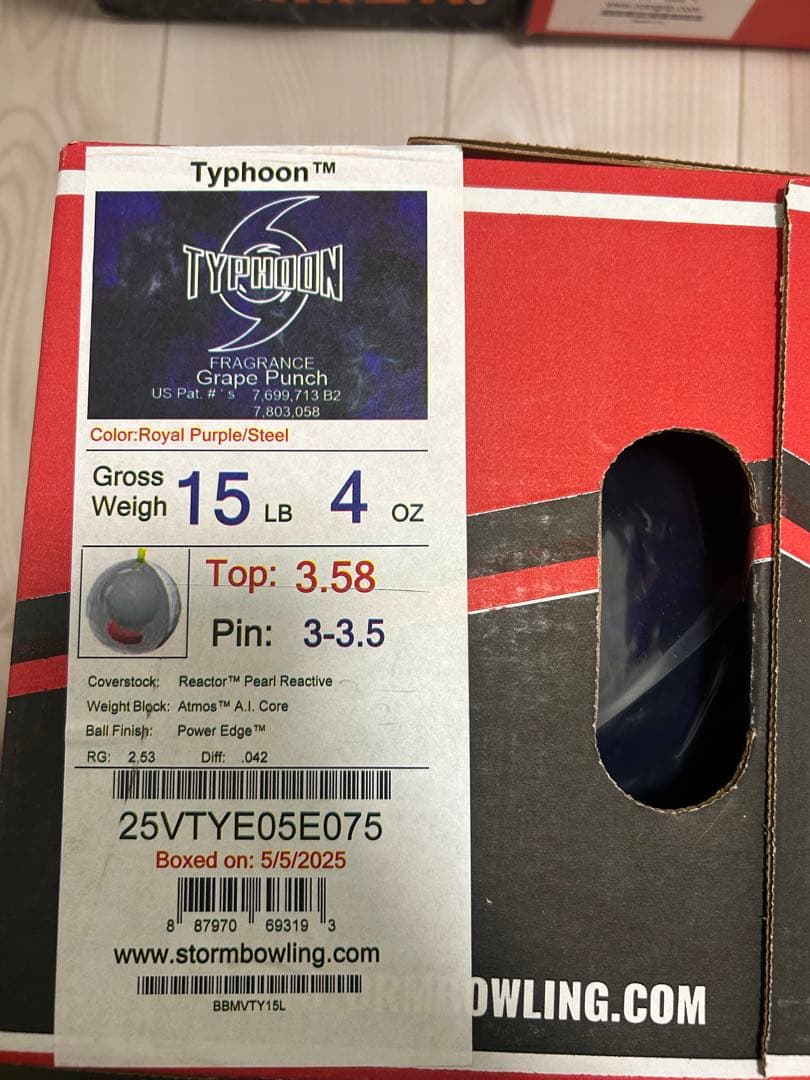 Typhoon™
TYPHOON
FRAGRANCE
Grape Punch
US Pat. #'s 7,699,713 B2
7,803,058
Color:Royal Purple/Steel
Gross
Weigh 15 LB 4 OZ
Top: 3.58
Pin: 3-3.5
Coverstock: Reactor™ Pearl Reactive
Weight Block: Atmos™ A.I. Core
Ball Finish: Power Edge™
RG: 2.53 Diff: .042
25VTYE05E075
Boxed on: 5/5/2025
8 87970 69319 3
www.stormbowling.com
BBMVTY15L
STORMBOWLING.COM